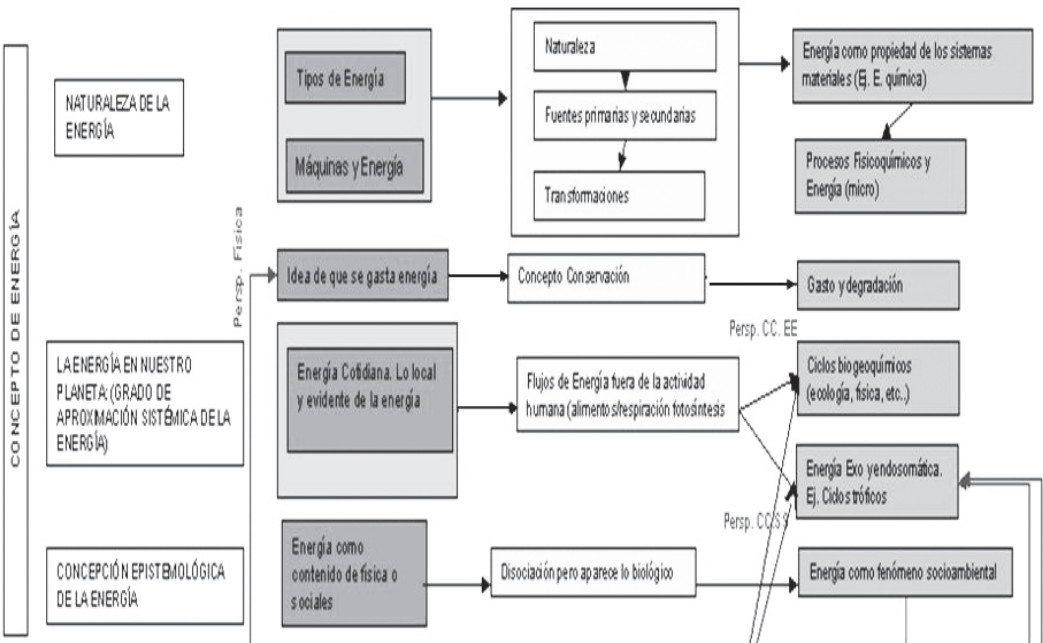 CONCEPTO DE ENERGÍA
NATURALEZA DE LA
ENERGÍA
Tipos de Energía
Máquinas y Energía
Naturaleza
Fuentes primarias y secundarias
Transformaciones
Energía como propiedad de los sistemas
materiales (Ej. E. química)
Procesos Fisicoquímicos y
Energía (micro)
Persp. Física
Idea de que se gasta energía
Concepto Conservación
Gasto y degradación
Persp. CC. EE
LA ENERGÍA EN NUESTRO
PLANETA: (GRADO DE
APROXIMACIÓN SISTÉMICA DE LA
ENERGÍA)
Energía Cotidiana. Lo local
y evidente de la energía
Flujos de Energía fuera de la actividad
humana (alimentos/respiración fotosíntesis
Ciclos biogeoquímicos
(ecología, física, etc..)
Energía Exo y endosomática.
Ej. Ciclos tróficos
Persp. CC.SS
CONCEPCIÓN EPISTEMOLÓGICA
DE LA ENERGÍA
Energía como
contenido de física o
sociales
Disociación pero aparece lo biológico
Energía como fenómeno socioambiental